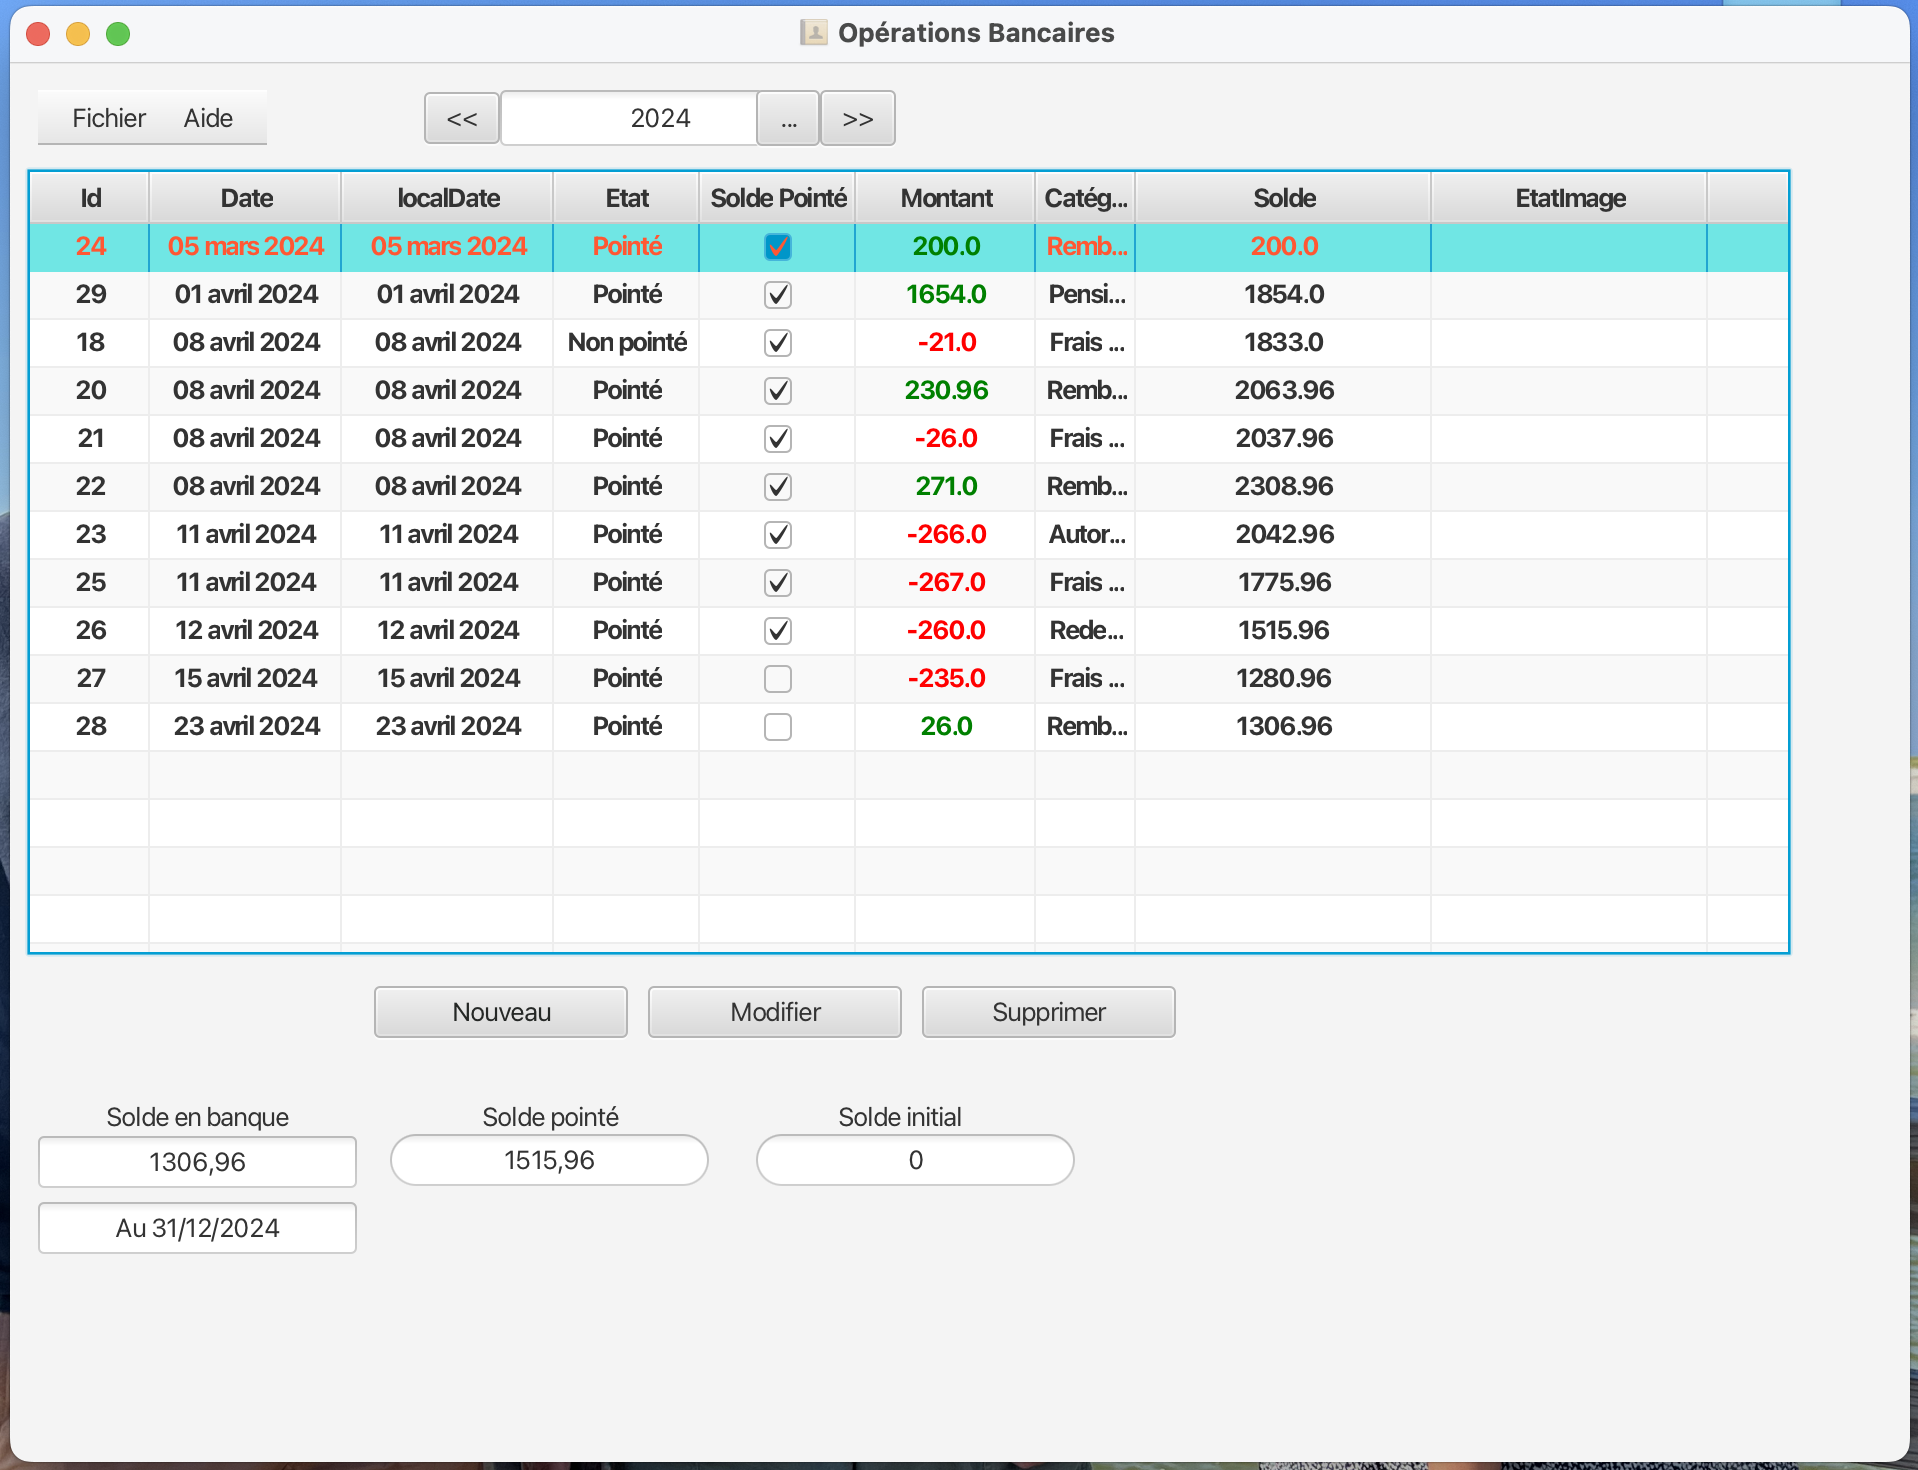 Opérations Bancaires
Fichier Aide << 2024 ... >>
Id Date localDate Etat Solde Pointé Montant Catég... Solde EtatImage
24 05 mars 2024 05 mars 2024 Pointé 200.0 Remb... 200.0
29 01 avril 2024 01 avril 2024 Pointé 1654.0 Pensi... 1854.0
18 08 avril 2024 08 avril 2024 Non pointé -21.0 Frais ... 1833.0
20 08 avril 2024 08 avril 2024 Pointé 230.96 Remb... 2063.96
21 08 avril 2024 08 avril 2024 Pointé -26.0 Frais ... 2037.96
22 08 avril 2024 08 avril 2024 Pointé 271.0 Remb... 2308.96
23 11 avril 2024 11 avril 2024 Pointé -266.0 Autor... 2042.96
25 11 avril 2024 11 avril 2024 Pointé -267.0 Frais ... 1775.96
26 12 avril 2024 12 avril 2024 Pointé -260.0 Rede... 1515.96
27 15 avril 2024 15 avril 2024 Pointé -235.0 Frais ... 1280.96
28 23 avril 2024 23 avril 2024 Pointé 26.0 Remb... 1306.96
Nouveau Modifier Supprimer
Solde en banque Solde pointé Solde initial
1306,96 1515,96 0
Au 31/12/2024